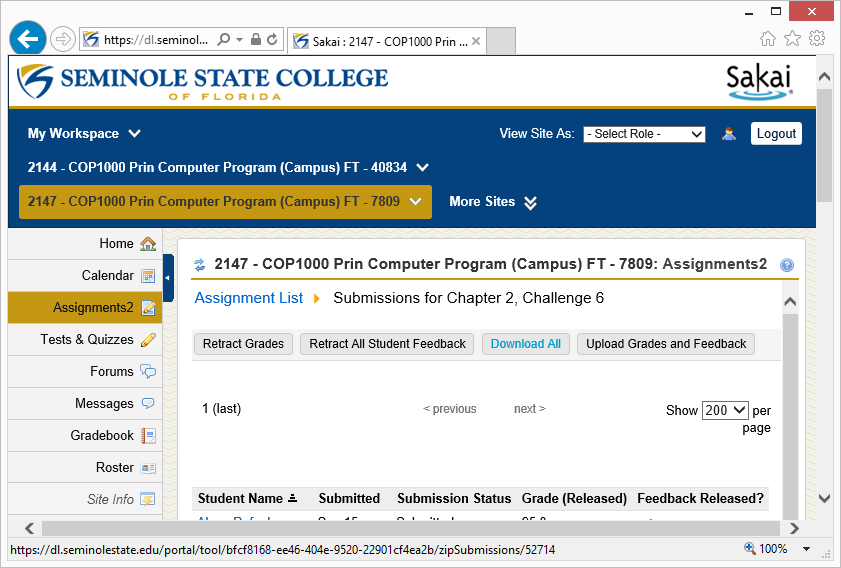 https://dl.seminol...
Sakai : 2147 - COP1000 Prin ...
SEMINOLE STATE COLLEGE
OF FLORIDA
Sakai
My Workspace
View Site As:
- Select Role -
Logout
2144 - COP1000 Prin Computer Program (Campus) FT - 40834
2147 - COP1000 Prin Computer Program (Campus) FT - 7809
More Sites
Home
Calendar
Assignments2
Tests & Quizzes
Forums
Messages
Gradebook
Roster
Site Info
2147 - COP1000 Prin Computer Program (Campus) FT - 7809: Assignments2
Assignment List
Submissions for Chapter 2, Challenge 6
Retract Grades
Retract All Student Feedback
Download All
Upload Grades and Feedback
1 (last)
< previous
next >
Show 200 per
page
Student Name
Submitted
Submission Status
Grade (Released)
Feedback Released?
https://dl.seminolestate.edu/portal/tool/bfcf8168-ee46-404e-9520-22901cf4ea2b/zipSubmissions/52714
100%